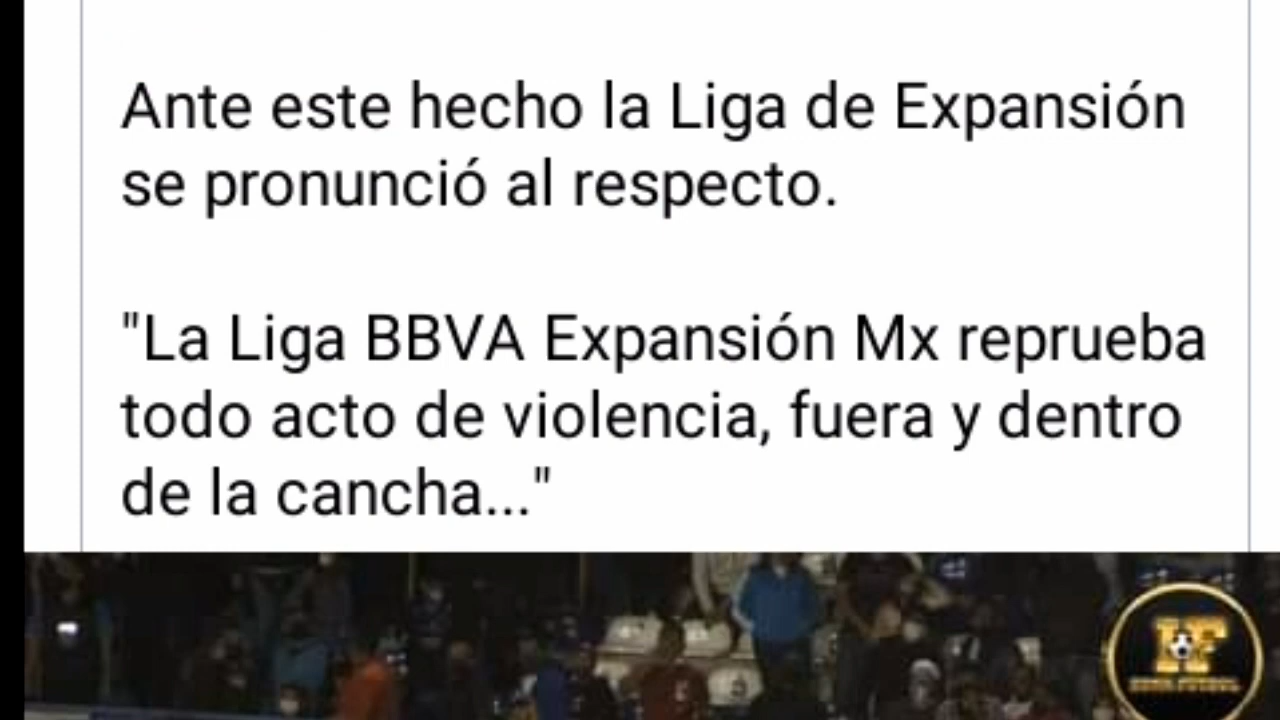 Ante este hecho la Liga de Expansión
se pronunció al respecto.
"La Liga BBVA Expansión Mx reprueba
todo acto de violencia, fuera y dentro
de la cancha..."